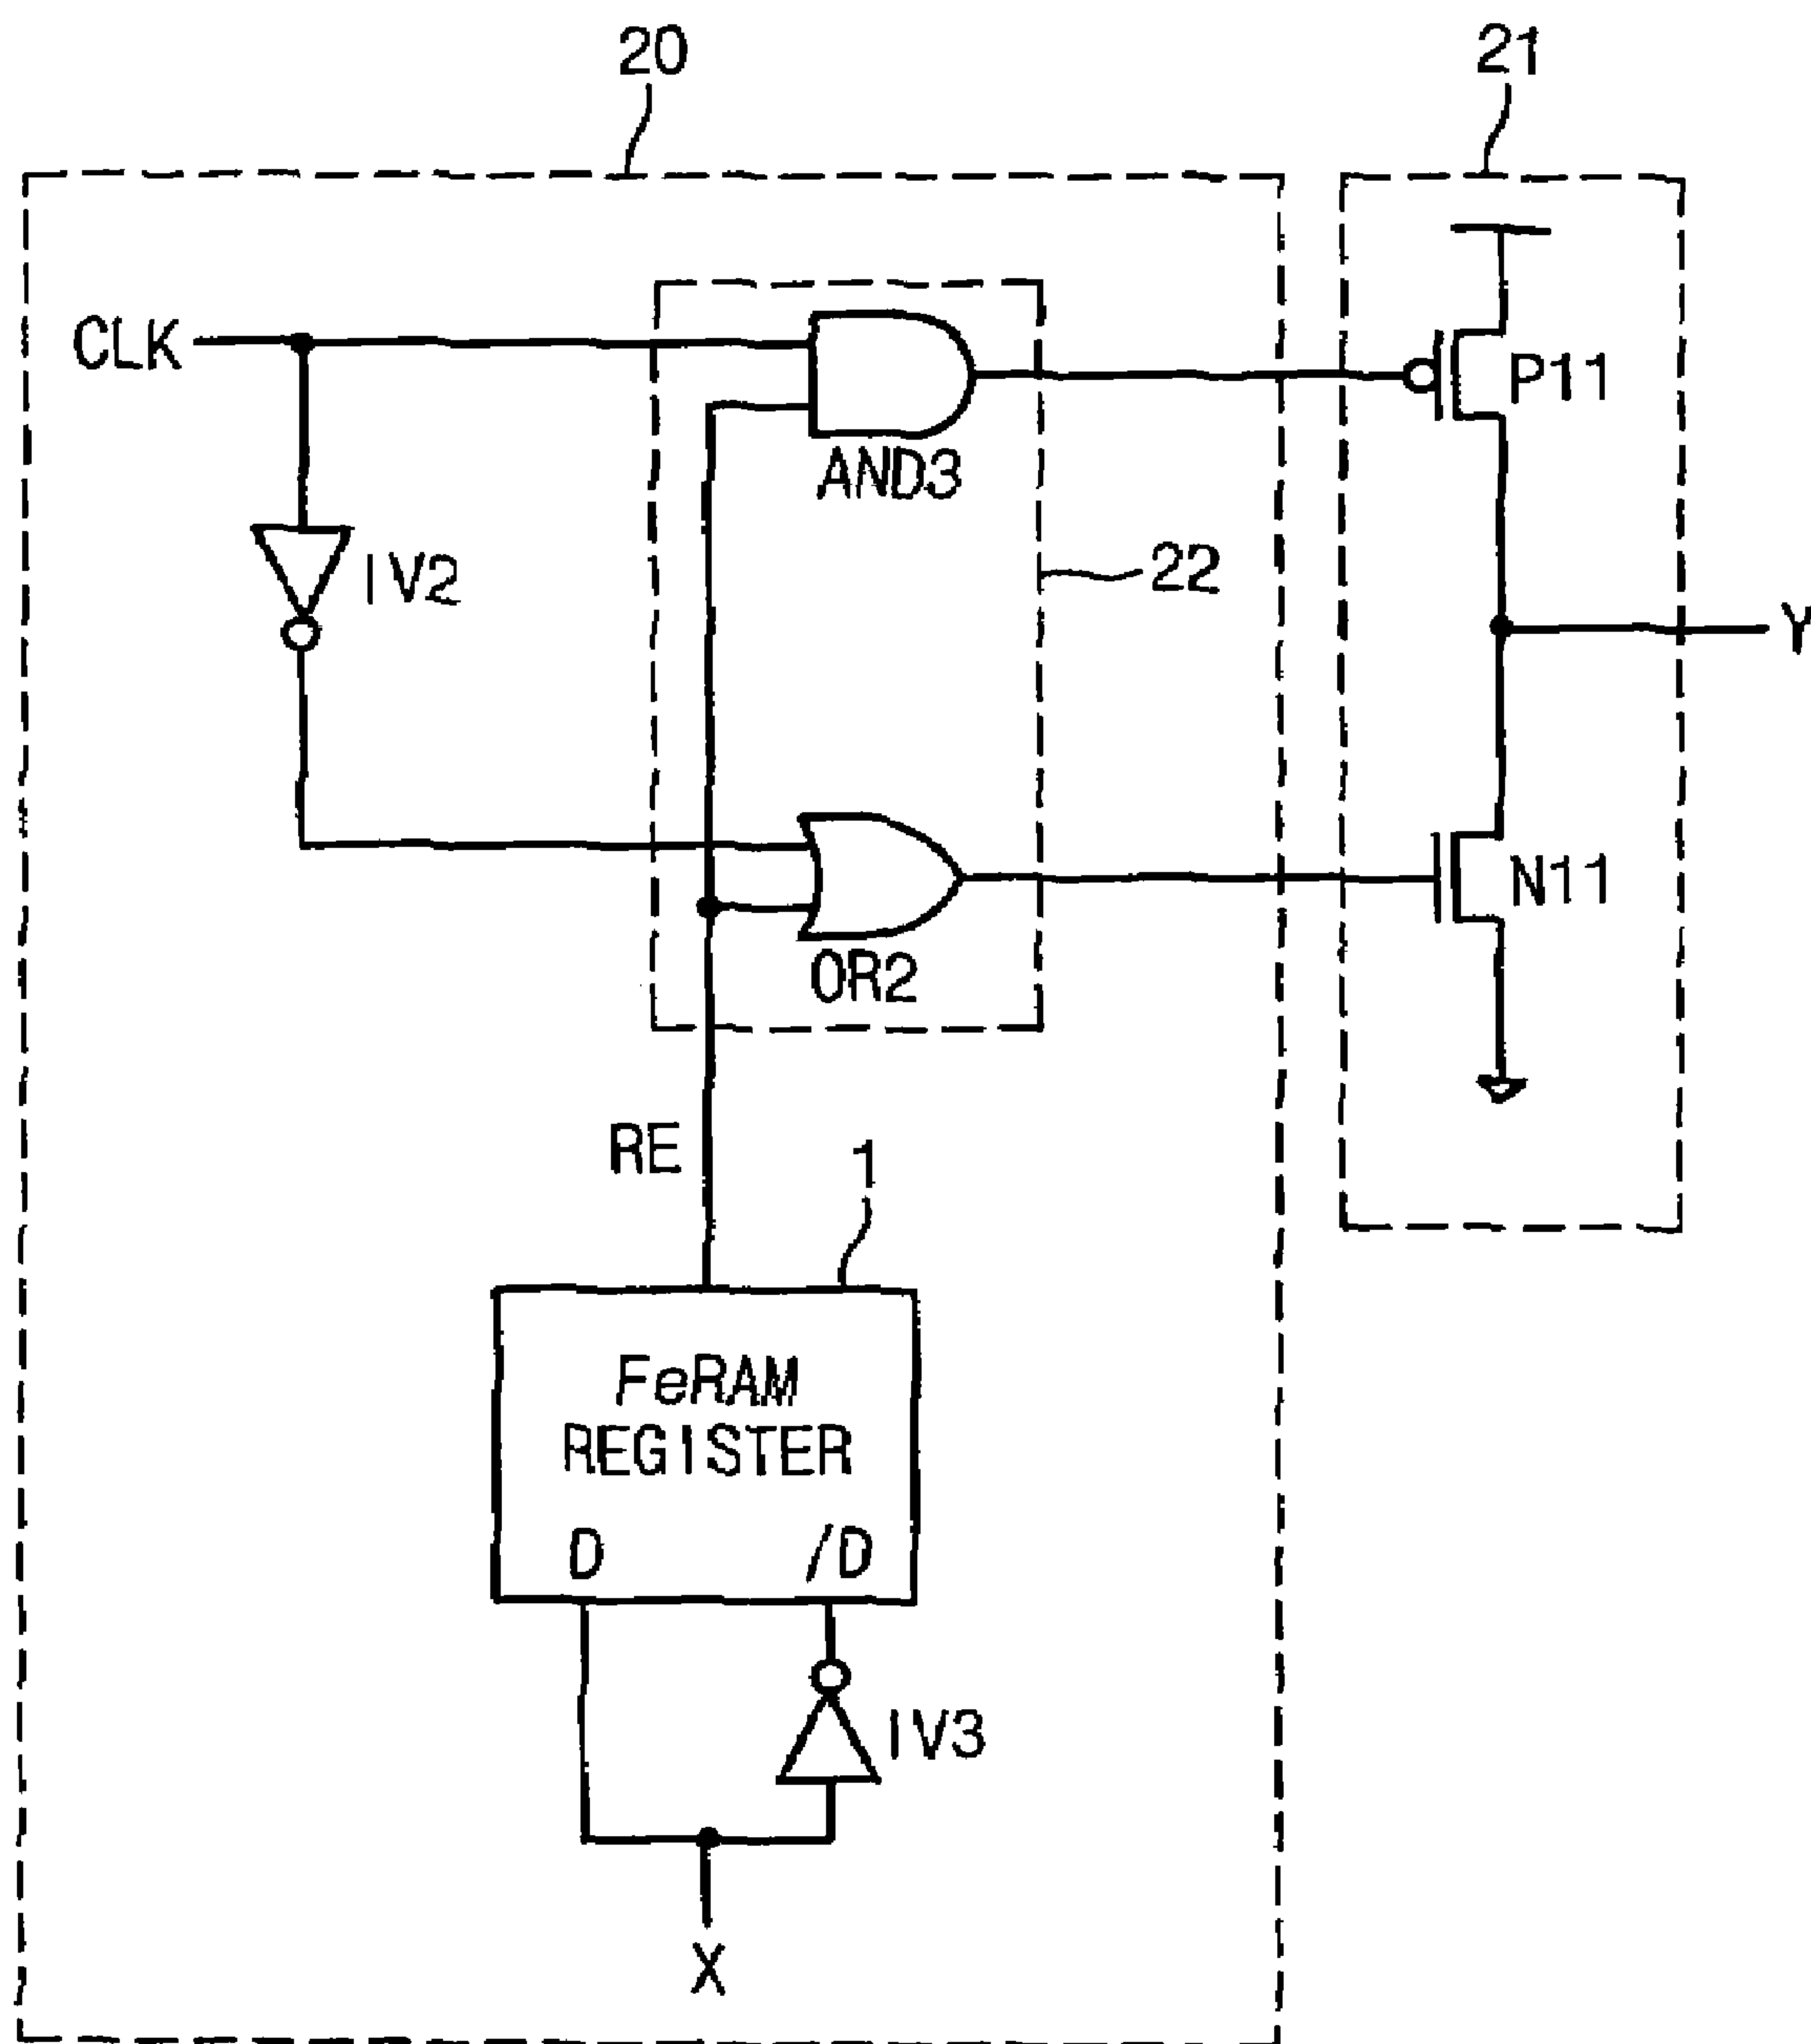 20
21
CLK
P11
AND3
IV2
22
Y
N11
OR2
RE
1
FeRAM
REGISTER
D /D
IV3
X